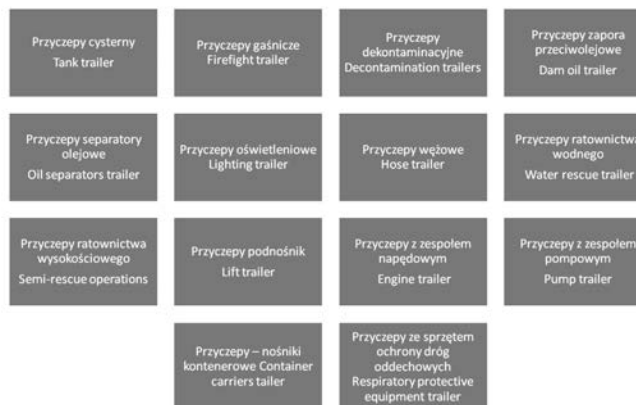 Przyczepy cysterny
Tank trailer
Przyczepy gaśnicze
Firefight trailer
Przyczepy
dekontaminacyjne
Decontamination trailers
Przyczepy zapora
przeciwolejowa
Dam oil trailer
Przyczepy separatory
olejowe
Oil separators trailer
Przyczepy oświetleniowe
Lighting trailer
Przyczepy wężowe
Hose trailer
Przyczepy ratownictwa
wodnego
Water rescue trailer
Przyczepy ratownictwa
wysokościowego
Semi-rescue operations
Przyczepy podnośnik
Lift trailer
Przyczepy z zespołem
napędowym
Engine trailer
Przyczepy z zespołem
pompowym
Pump trailer
Przyczepy – nośniki
kontenerowe Container
carriers tailer
Przyczepy ze sprzętem
ochrony dróg
oddechowych
Respiratory protective
equipment trailer